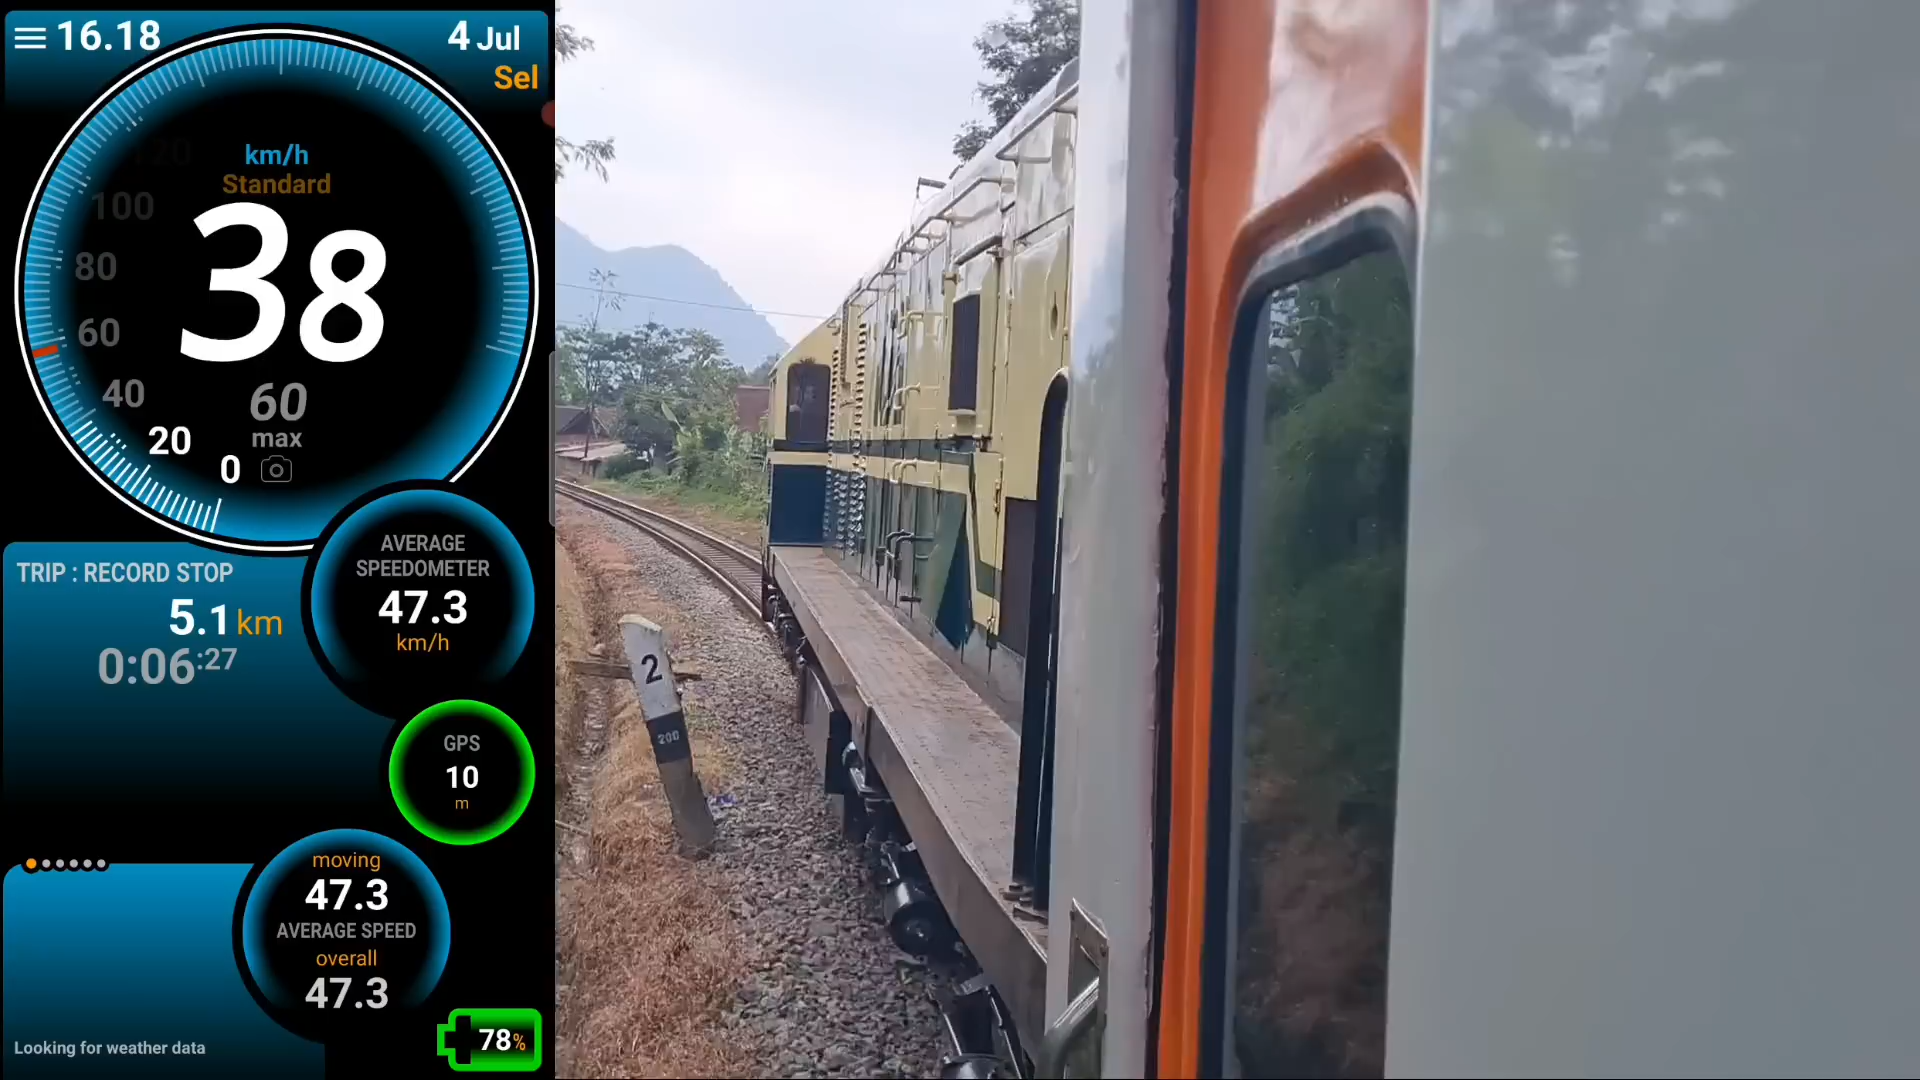 16.18
4 Jul
Sel
km/h
Standard
38
120
100
80
60
40
20
0
60
max
AVERAGE
SPEEDOMETER
47.3
km/h
TRIP : RECORD STOP
5.1 km
0:06:27
GPS
10
m
moving
47.3
AVERAGE SPEED
overall
47.3
78%
Looking for weather data
2
200